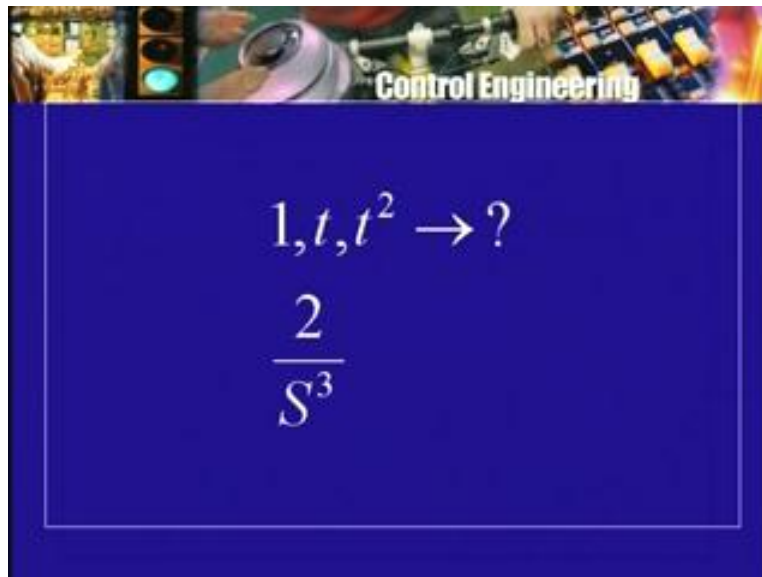 Control Engineering
1,t,t² → ?
2
S³